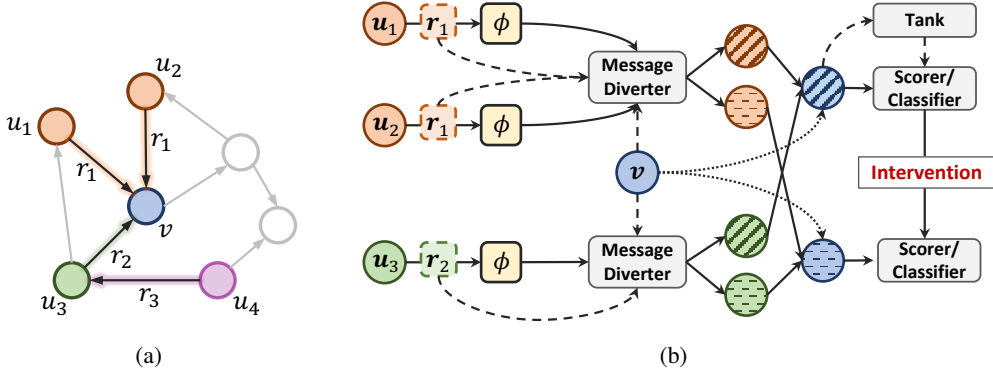 u₂
u₁
r₁
r₁
v
r₂
u₃
r₃
u₄
(a)
u₁
r₁
ϕ
Message
Diverter
u₂
r₁
ϕ
v
u₃
r₂
ϕ
Message
Diverter
Tank
Scorer/
Classifier
Intervention
Scorer/
Classifier
(b)